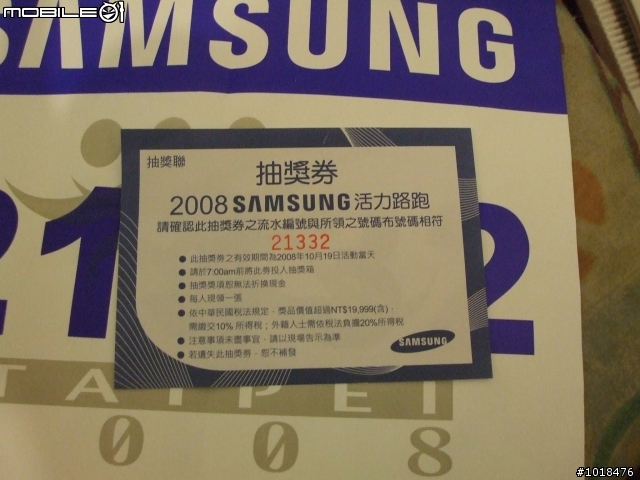 MOBILE01
SAMSUNG
抽獎聯
抽獎券
2008 SAMSUNG 活力路跑
請確認此抽獎券之流水編號與所領之號碼布號碼相符
21332
● 此抽獎券之有效期間為2008年10月19日活動當天
● 請於7:00am前將此券投入抽獎箱
● 抽獎獎項恕無法折換現金
● 每人現領一張
● 依中華民國稅法規定，獎品價值超過NT$19,999(含)，
需繳交10% 所得稅；外籍人士需依稅法負擔20%所得稅
● 注意事項未盡事宜，請以現場告示為準
● 若遺失此抽獎券，恕不補發
SAMSUNG
21 2
TAIPEI
008
#1018476